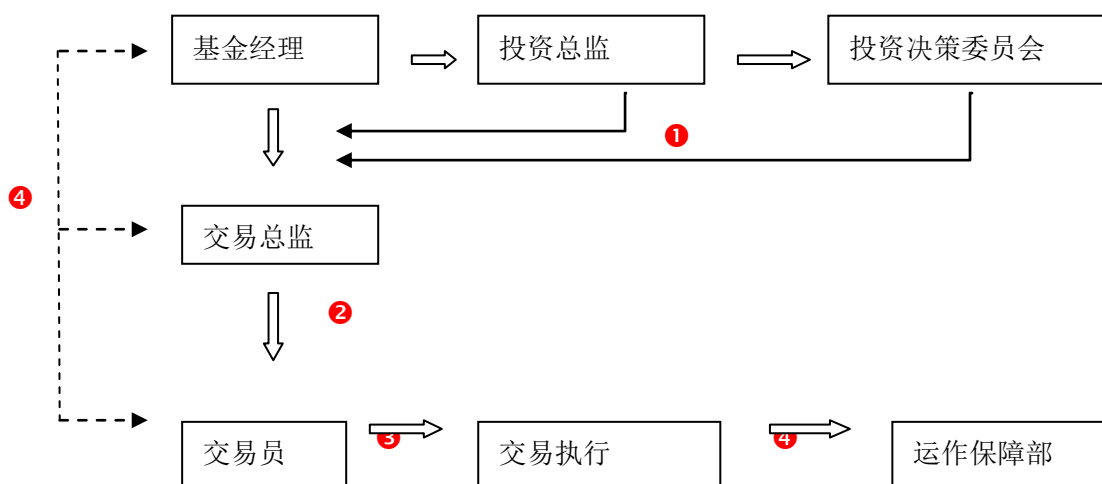 基金经理
投资总监
投资决策委员会
❶
❹
交易总监
❷
交易员
❸
交易执行
❹
运作保障部